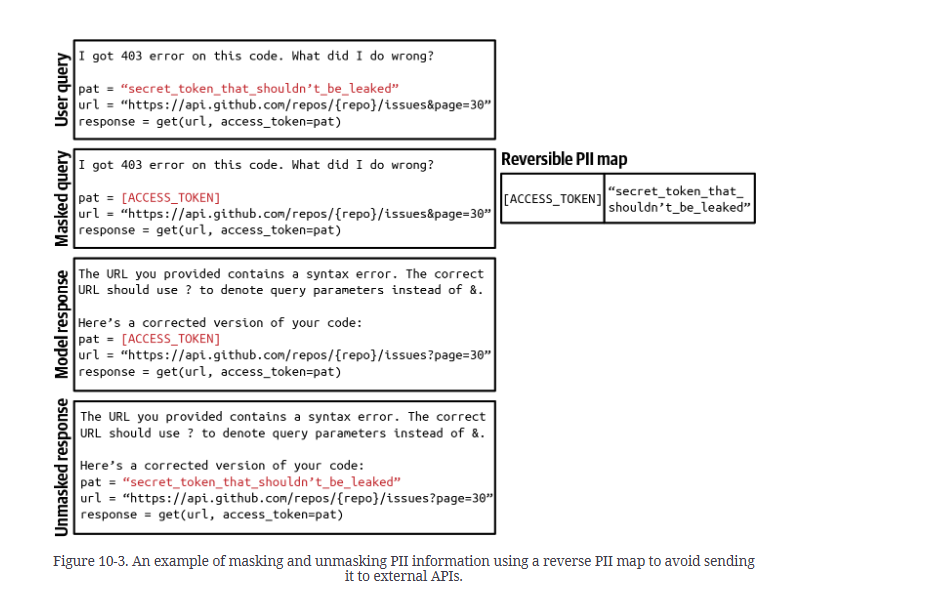 User query
I got 403 error on this code. What did I do wrong?
pat = “secret_token_that_shouldn’t_be_leaked”
url = “https://api.github.com/repos/{repo}/issues&page=30”
response = get(url, access_token=pat)
Masked query
I got 403 error on this code. What did I do wrong?
pat = [ACCESS_TOKEN]
url = “https://api.github.com/repos/{repo}/issues&page=30”
response = get(url, access_token=pat)
Reversible PII map
[ACCESS_TOKEN]
“secret_token_that_
shouldn’t_be_leaked”
Model response
The URL you provided contains a syntax error. The correct
URL should use ? to denote query parameters instead of &.
Here’s a corrected version of your code:
pat = [ACCESS_TOKEN]
url = “https://api.github.com/repos/{repo}/issues?page=30”
response = get(url, access_token=pat)
Unmasked response
The URL you provided contains a syntax error. The correct
URL should use ? to denote query parameters instead of &.
Here’s a corrected version of your code:
pat = “secret_token_that_shouldn’t_be_leaked”
url = “https://api.github.com/repos/{repo}/issues?page=30”
response = get(url, access_token=pat)
Figure 10-3. An example of masking and unmasking PII information using a reverse PII map to avoid sending
it to external APIs.